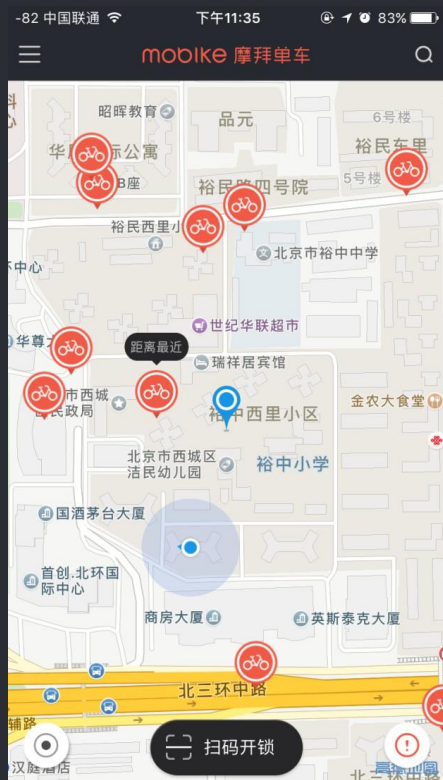 -82 中国联通 下午11:35 83%
mobike 摩拜单车
昭晖教育
品元
6号楼
裕民东里
B座
5号楼
裕民路四号院
裕民西里
北京市裕中中学
中心
世纪华联超市
距离最近
瑞祥居宾馆
市西城
民政局
金农大食堂
裕中西里小区
北京市西城区
洁民幼儿园
裕中小学
国酒茅台大厦
首创.北环国
际中心
商房大厦
英斯泰克大厦
北三环中路
辅路
扫码开锁
汉庭酒店
高德地图